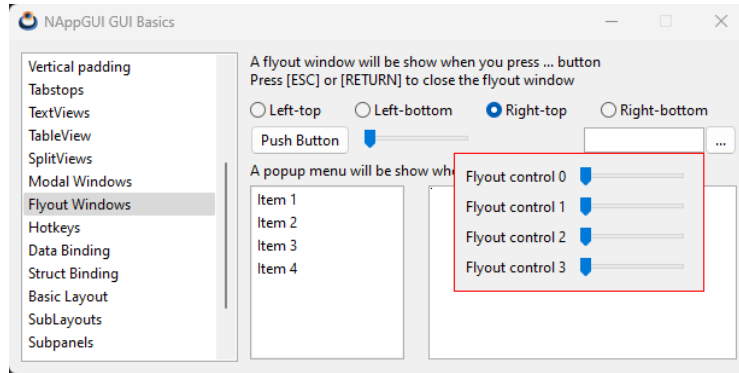 NAppGUI GUI Basics
Vertical padding
Tabstops
TextViews
TableView
SplitViews
Modal Windows
Flyout Windows
Hotkeys
Data Binding
Struct Binding
Basic Layout
SubLayouts
Subpanels
A flyout window will be show when you press ... button
Press [ESC] or [RETURN] to close the flyout window
Left-top Left-bottom Right-top Right-bottom
Push Button ...
A popup menu will be show
Item 1
Item 2
Item 3
Item 4
Flyout control 0
Flyout control 1
Flyout control 2
Flyout control 3